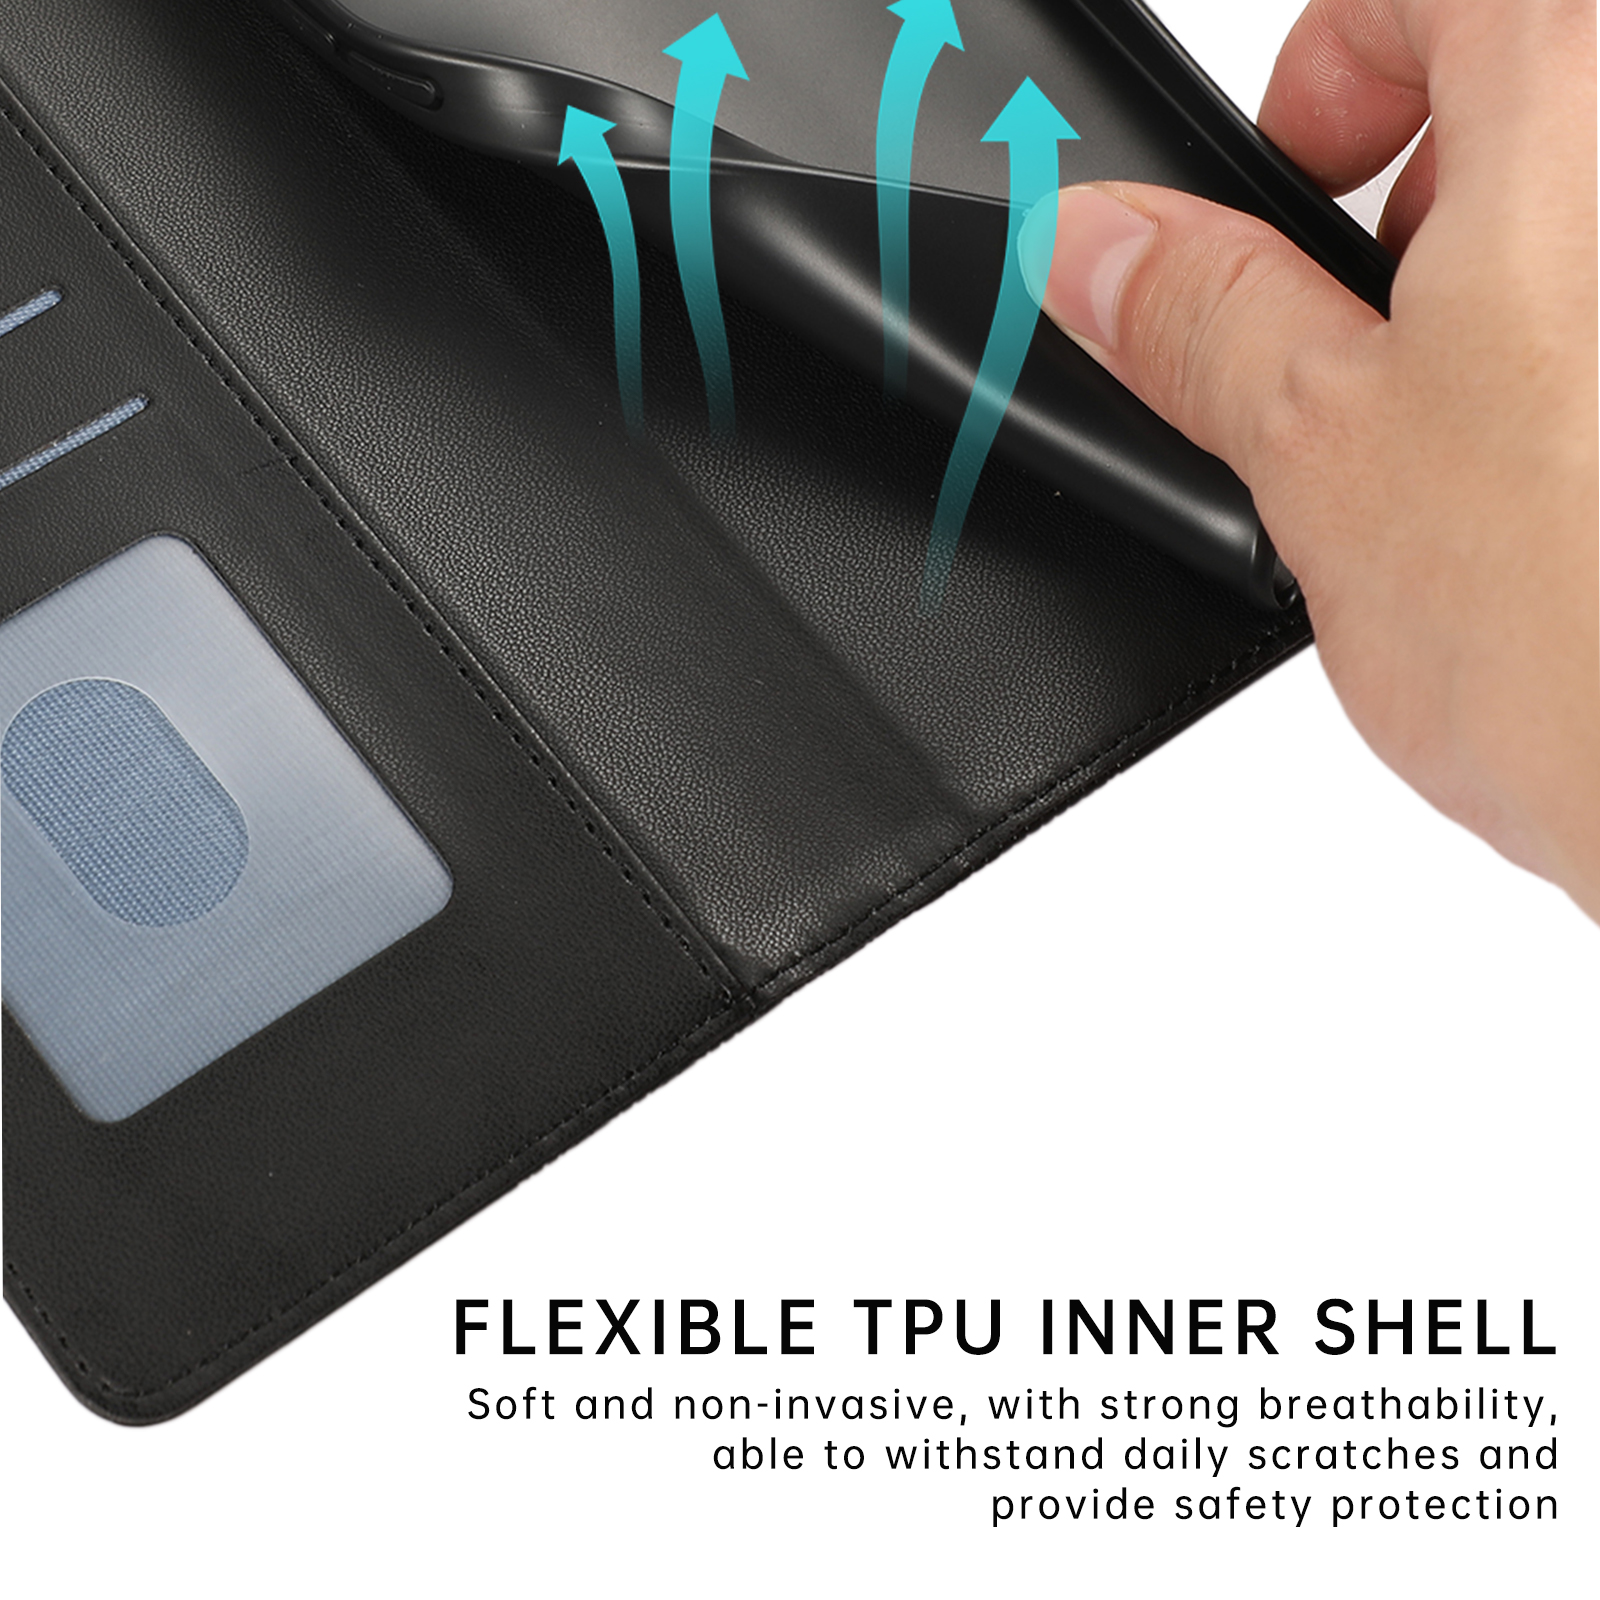 FLEXIBLE TPU INNER SHELL
Soft and non-invasive, with strong breathability,
able to withstand daily scratches and
provide safety protection